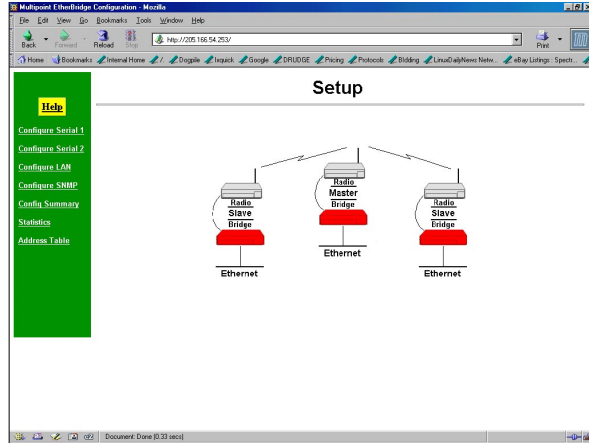 Multipoint EtherBridge Configuration - Mozilla
File Edit View Go Bookmarks Tools Window Help
Back Forward Reload Stop http://205.166.54.253/ Print
Home Bookmarks Internal Home /. Dogpile Ixquick Google DRUDGE Pricing Protocols BIdding LinuxDailyNews Netw... eBay Listings : Spectr...
Setup
Help
Configure Serial 1
Configure Serial 2
Configure LAN
Configure SNMP
Config Summary
Statistics
Address Table
Radio
Master
Bridge
Ethernet
Radio
Slave
Bridge
Ethernet
Radio
Slave
Bridge
Ethernet
Document: Done (0.33 secs)